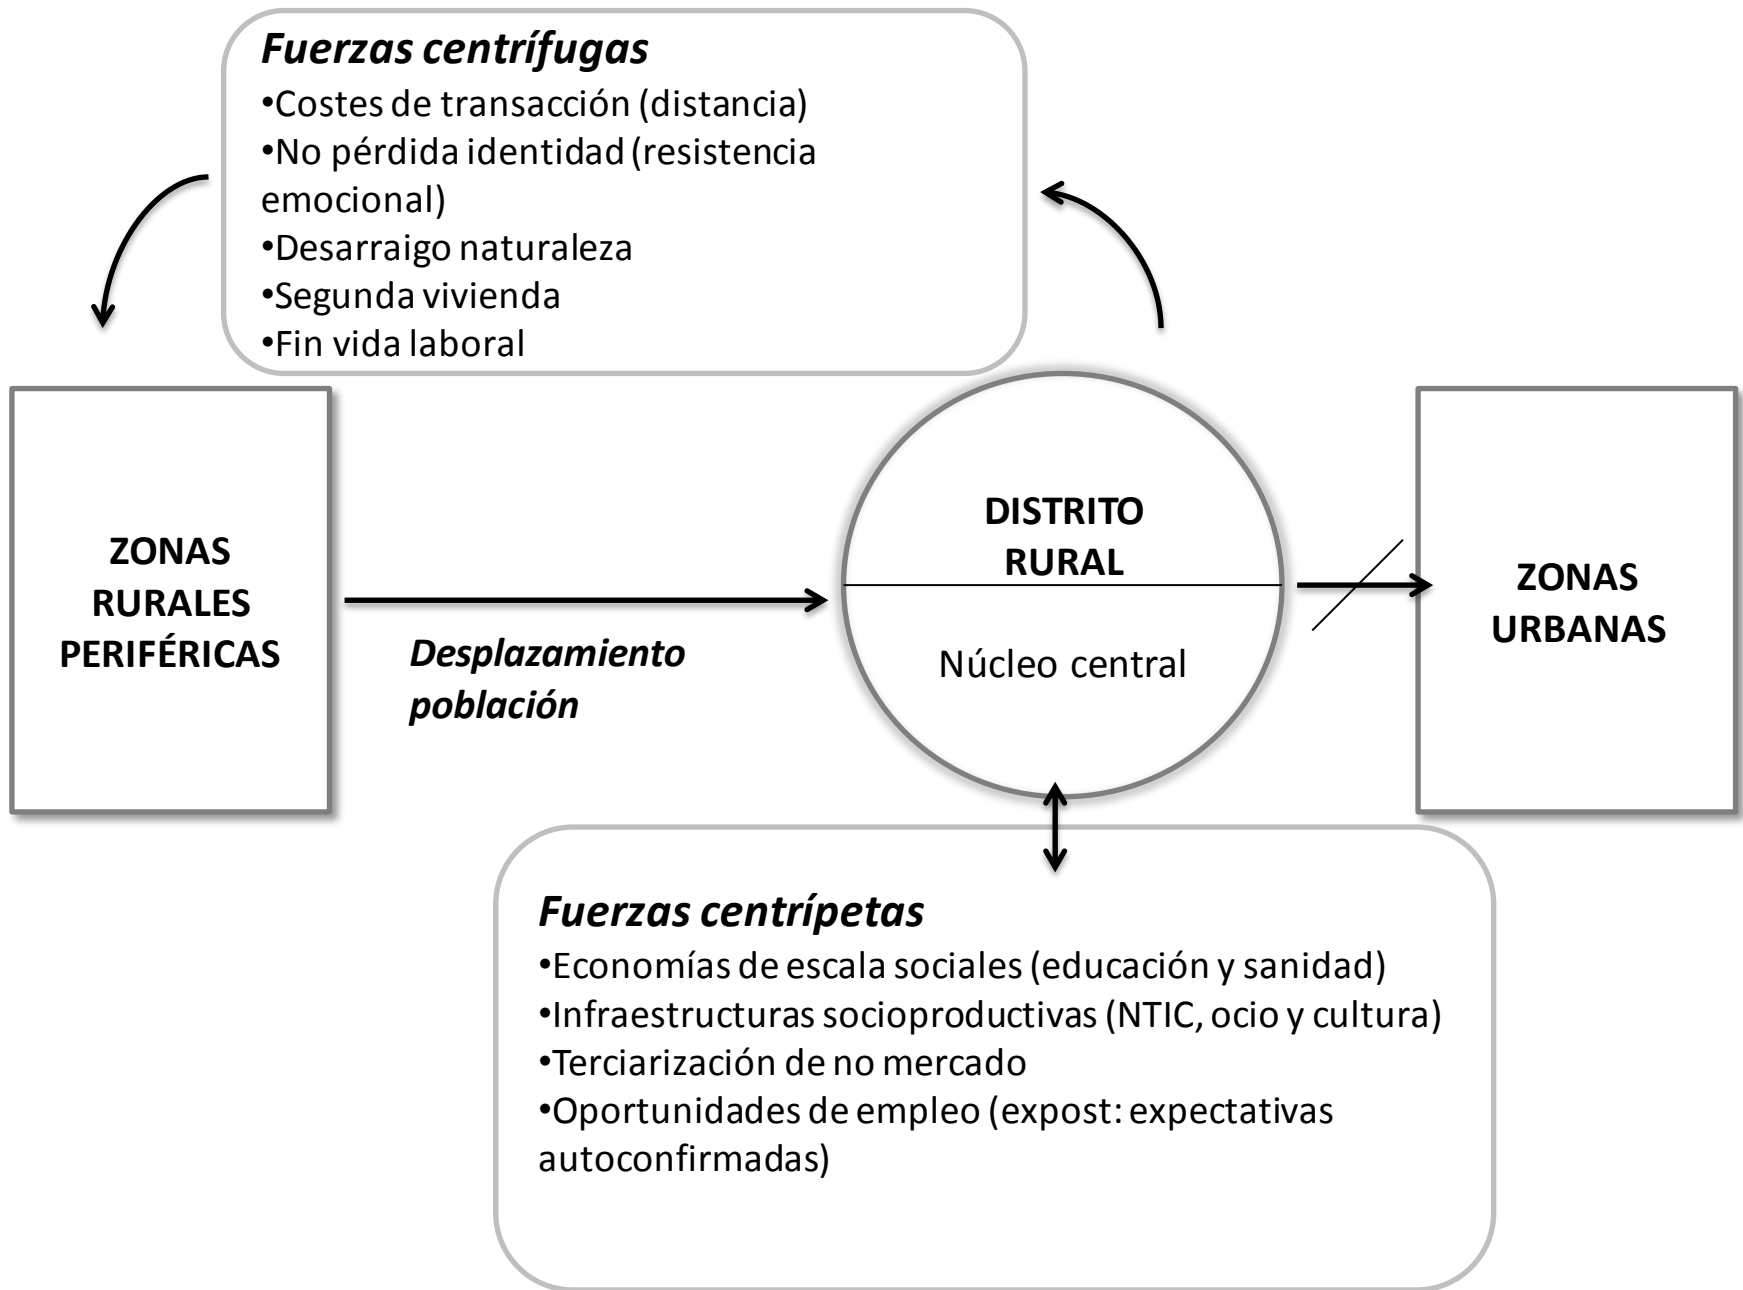 Fuerzas centrífugas
•Costes de transacción (distancia)
•No pérdida identidad (resistencia
emocional)
•Desarraigo naturaleza
•Segunda vivienda
•Fin vida laboral
ZONAS
RURALES
PERIFÉRICAS
Desplazamiento
población
DISTRITO
RURAL
Núcleo central
ZONAS
URBANAS
Fuerzas centrípetas
•Economías de escala sociales (educación y sanidad)
•Infraestructuras socioproductivas (NTIC, ocio y cultura)
•Terciarización de no mercado
•Oportunidades de empleo (expost: expectativas
autoconfirmadas)